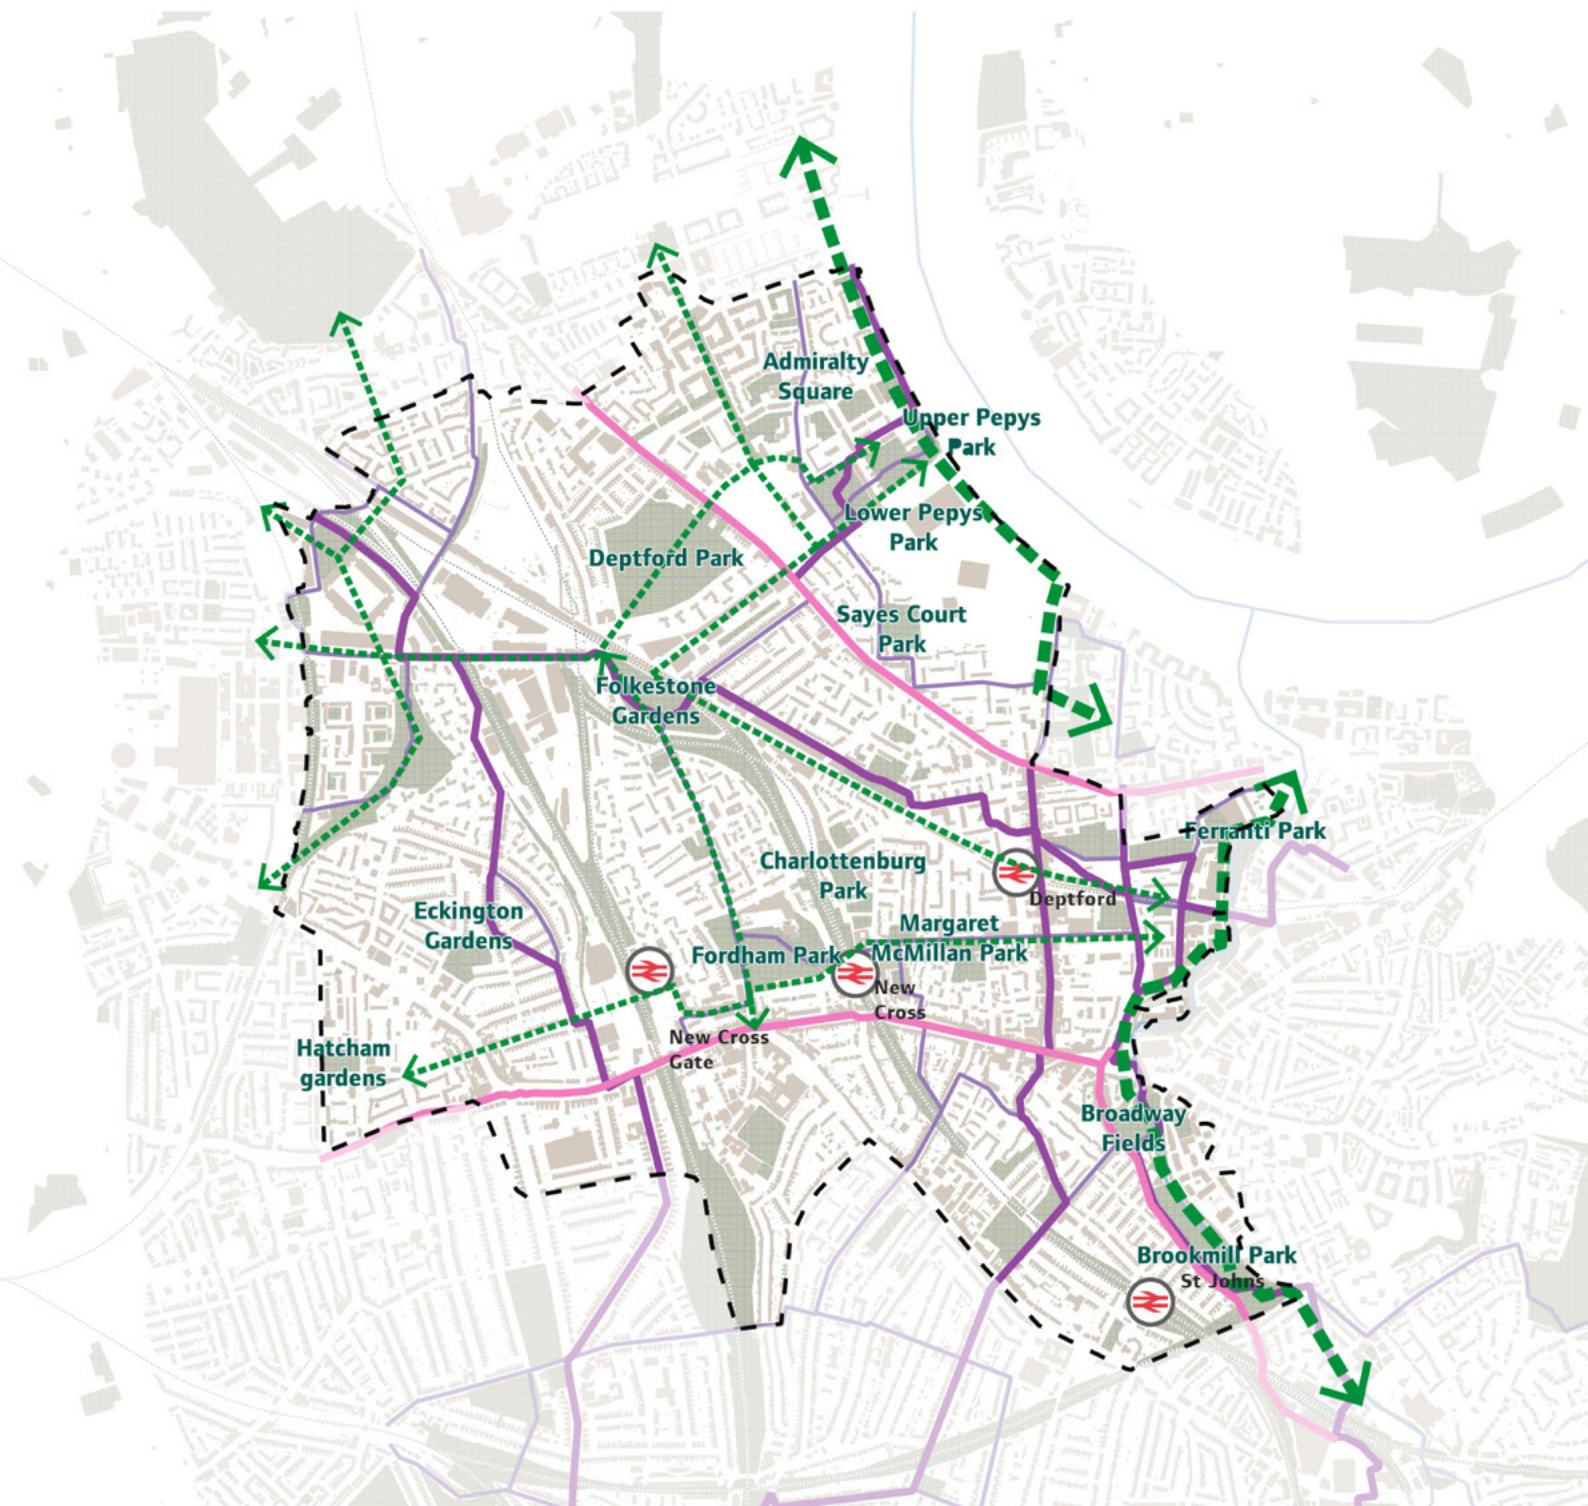 Admiralty
Square
Upper Pepys
Park
Lower Pepys
Park
Deptford Park
Sayes Court
Park
Folkestone
Gardens
Ferranti Park
Charlottenburg
Park
Deptford
Eckington
Gardens
Margaret
McMillan Park
Fordham Park
New
Cross
New Cross
Gate
Hatcham
gardens
Broadway
Fields
Brookmill Park
St Johns